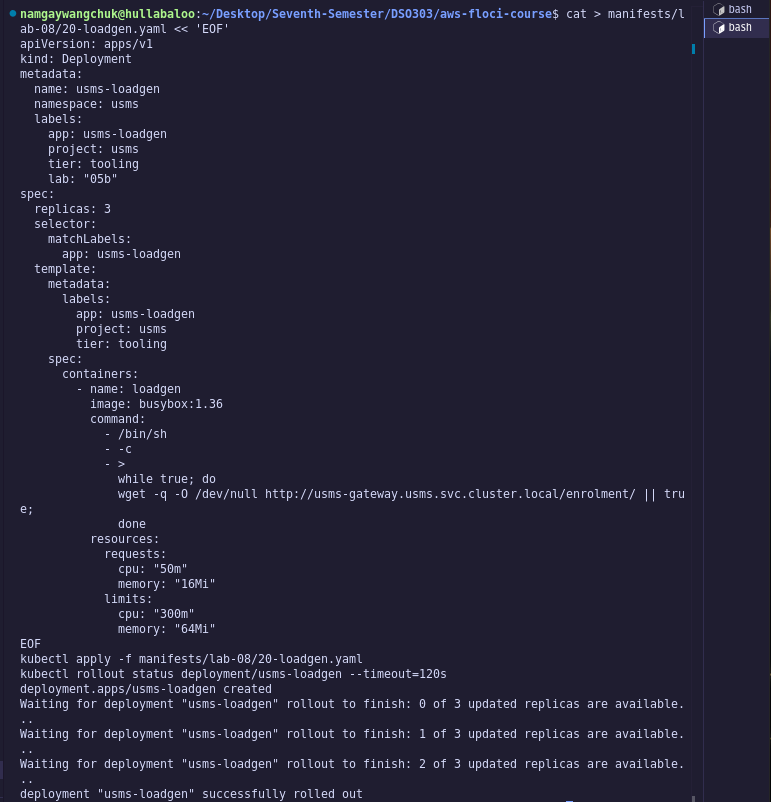 namgaywangchuk@hullabaloo:~/Desktop/Seventh-Semester/DSO303/aws-floci-course$ cat > manifests/l
ab-08/20-loadgen.yaml << 'EOF'
apiVersion: apps/v1
kind: Deployment
metadata:
  name: usms-loadgen
  namespace: usms
  labels:
    app: usms-loadgen
    project: usms
    tier: tooling
    lab: "05b"
spec:
  replicas: 3
  selector:
    matchLabels:
      app: usms-loadgen
  template:
    metadata:
      labels:
        app: usms-loadgen
        project: usms
        tier: tooling
    spec:
      containers:
        - name: loadgen
          image: busybox:1.36
          command:
            - /bin/sh
            - -c
            - >
              while true; do
              wget -q -O /dev/null http://usms-gateway.usms.svc.cluster.local/enrolment/ || tru
e;
              done
          resources:
            requests:
              cpu: "50m"
              memory: "16Mi"
            limits:
              cpu: "300m"
              memory: "64Mi"
EOF
kubectl apply -f manifests/lab-08/20-loadgen.yaml
kubectl rollout status deployment/usms-loadgen --timeout=120s
deployment.apps/usms-loadgen created
Waiting for deployment "usms-loadgen" rollout to finish: 0 of 3 updated replicas are available.
..
Waiting for deployment "usms-loadgen" rollout to finish: 1 of 3 updated replicas are available.
..
Waiting for deployment "usms-loadgen" rollout to finish: 2 of 3 updated replicas are available.
..
deployment "usms-loadgen" successfully rolled out
bash
bash